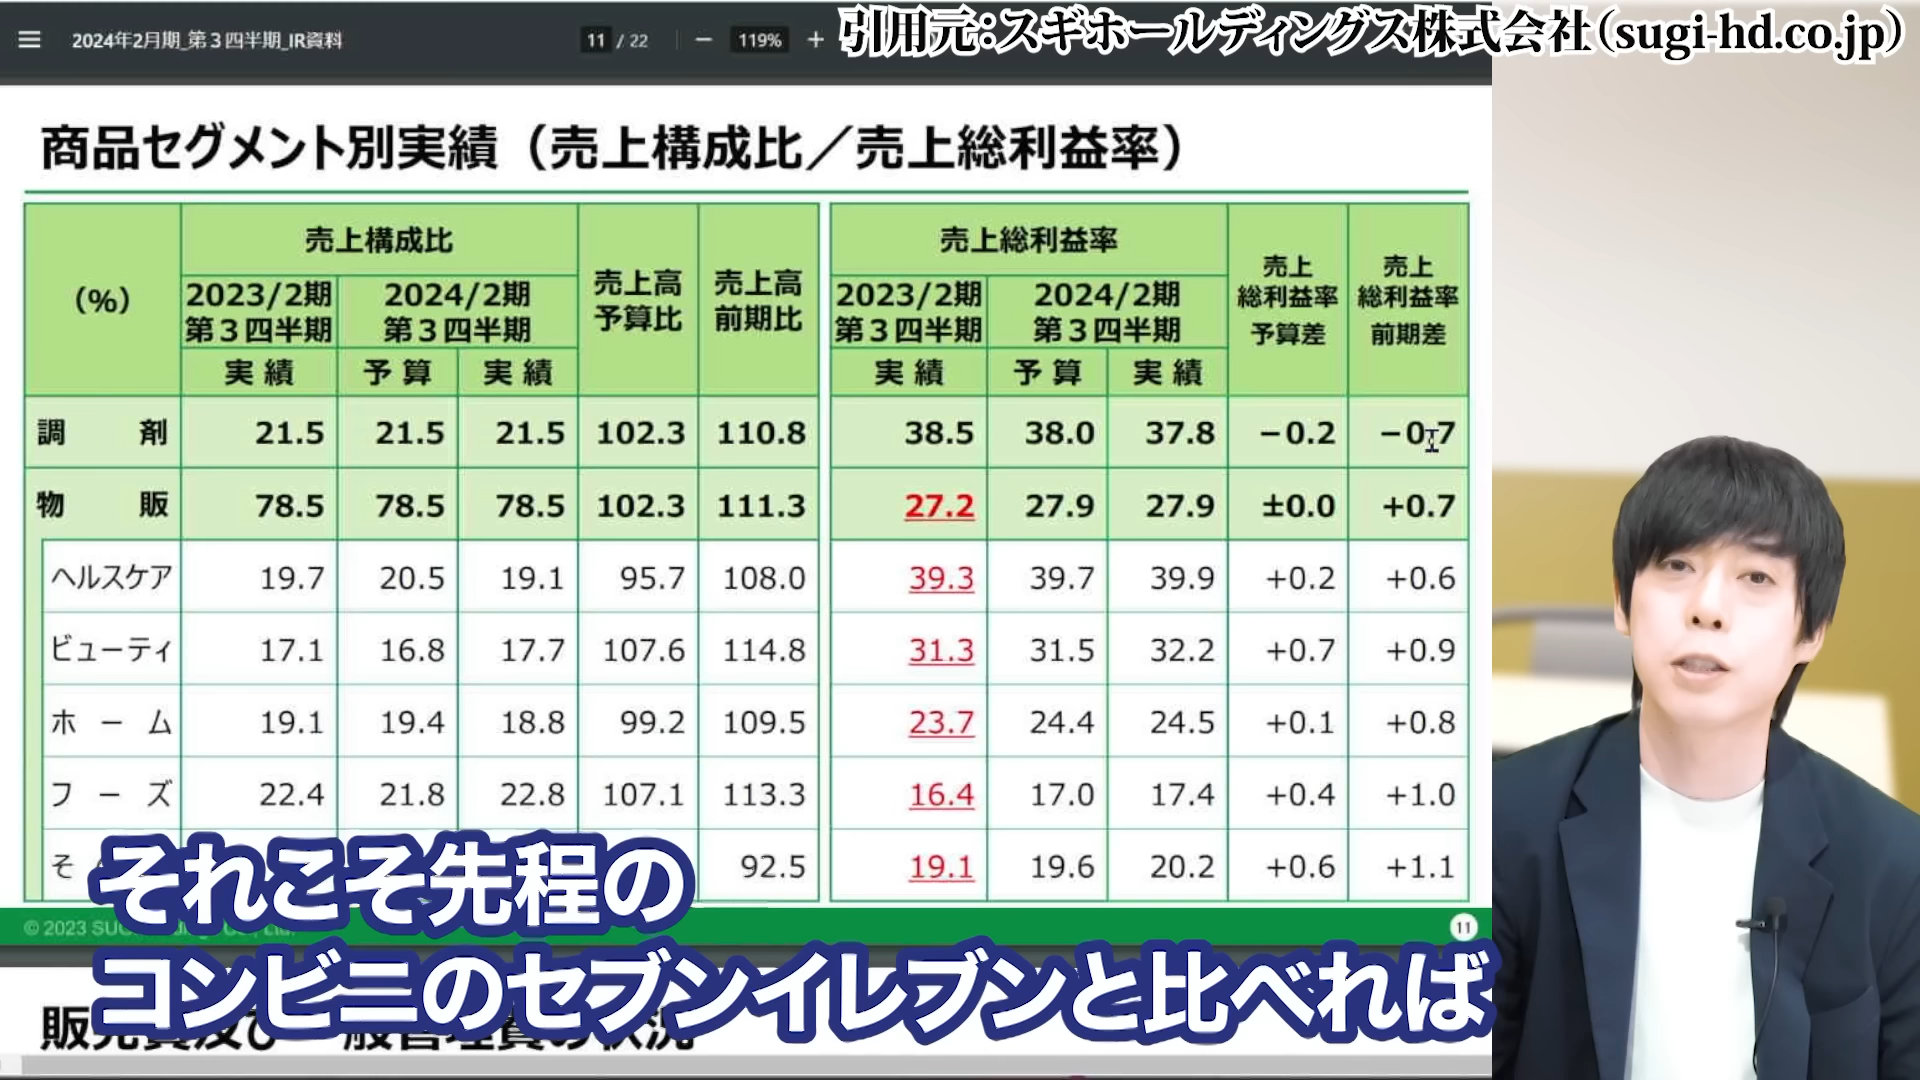 2024年2月期_第3四半期_IR資料
11 / 22
119%
引用元：スギホールディングス株式会社（sugi-hd.co.jp）
商品セグメント別実績（売上構成比／売上総利益率）
（%） 売上構成比 売上高予算比 売上高前期比 売上総利益率 売上総利益率予算差 売上総利益率前期差
2023/2期 第3四半期 2024/2期 第3四半期 2023/2期 第3四半期 2024/2期 第3四半期
実績 予算 実績 実績 予算 実績
調剤 21.5 21.5 21.5 102.3 110.8 38.5 38.0 37.8 −0.2 −0.7
物販 78.5 78.5 78.5 102.3 111.3 27.2 27.9 27.9 ±0.0 +0.7
ヘルスケア 19.7 20.5 19.1 95.7 108.0 39.3 39.7 39.9 +0.2 +0.6
ビューティ 17.1 16.8 17.7 107.6 114.8 31.3 31.5 32.2 +0.7 +0.9
ホーム 19.1 19.4 18.8 99.2 109.5 23.7 24.4 24.5 +0.1 +0.8
フーズ 22.4 21.8 22.8 107.1 113.3 16.4 17.0 17.4 +0.4 +1.0
そ 92.5 19.1 19.6 20.2 +0.6 +1.1
© 2023
11
それこそ先程の
コンビニのセブンイレブンと比べれば